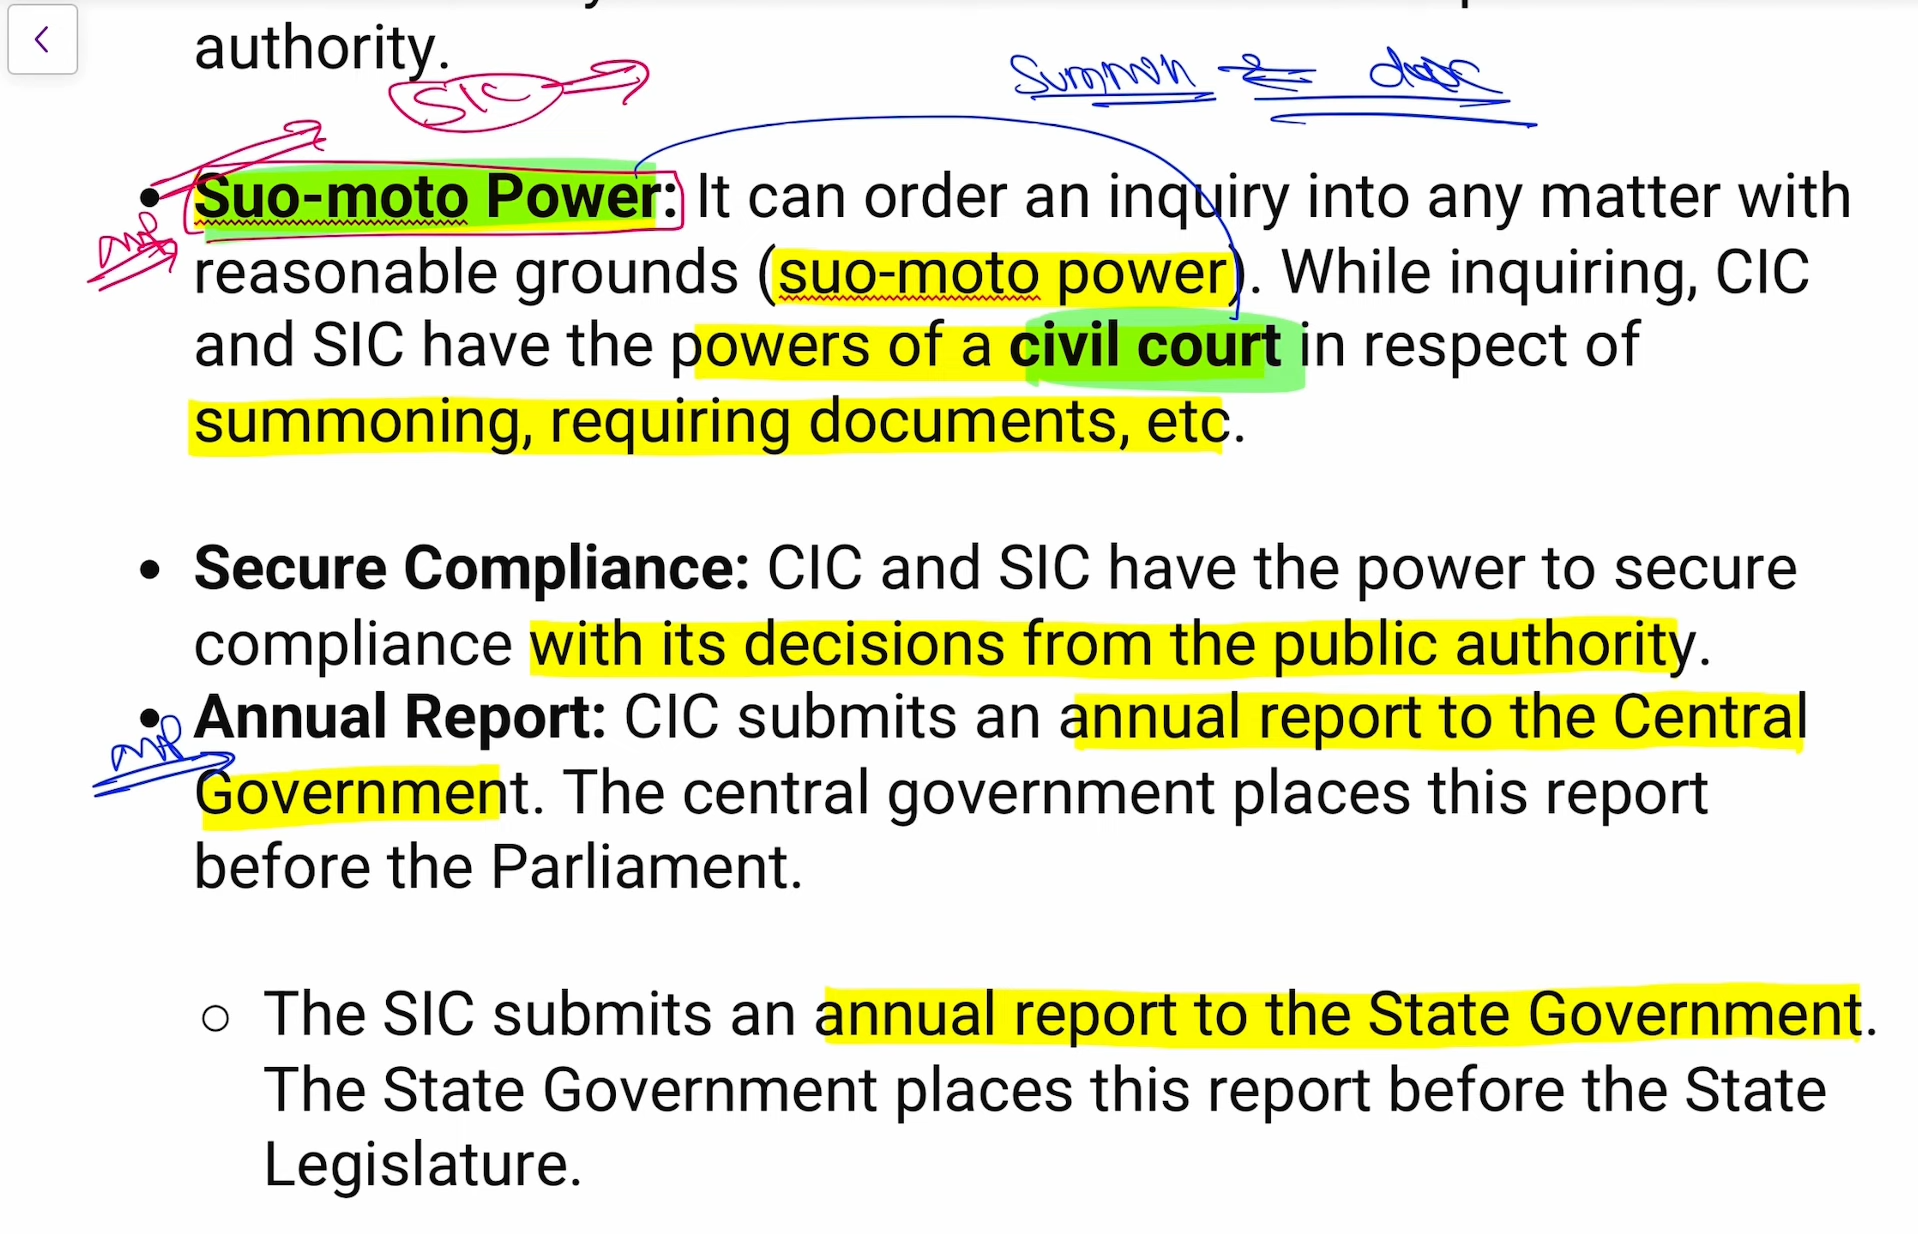 authority.
SIC
Summon docs
• Suo-moto Power: It can order an inquiry into any matter with
reasonable grounds (suo-moto power). While inquiring, CIC
and SIC have the powers of a civil court in respect of
summoning, requiring documents, etc.
• Secure Compliance: CIC and SIC have the power to secure
compliance with its decisions from the public authority.
• Annual Report: CIC submits an annual report to the Central
Government. The central government places this report
before the Parliament.
○ The SIC submits an annual report to the State Government.
The State Government places this report before the State
Legislature.